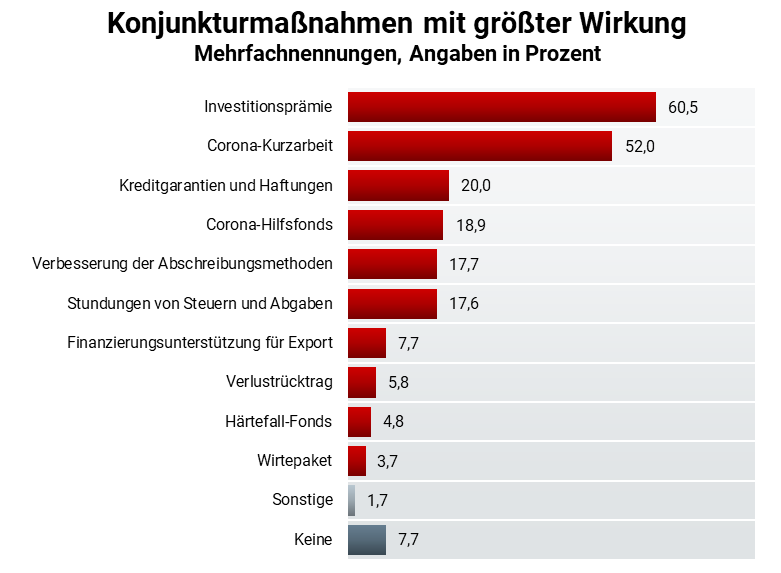 Konjunkturmaßnahmen mit größter Wirkung
Mehrfachnennungen, Angaben in Prozent
Investitionsprämie 60,5
Corona-Kurzarbeit 52,0
Kreditgarantien und Haftungen 20,0
Corona-Hilfsfonds 18,9
Verbesserung der Abschreibungsmethoden 17,7
Stundungen von Steuern und Abgaben 17,6
Finanzierungsunterstützung für Export 7,7
Verlustrücktrag 5,8
Härtefall-Fonds 4,8
Wirtepaket 3,7
Sonstige 1,7
Keine 7,7